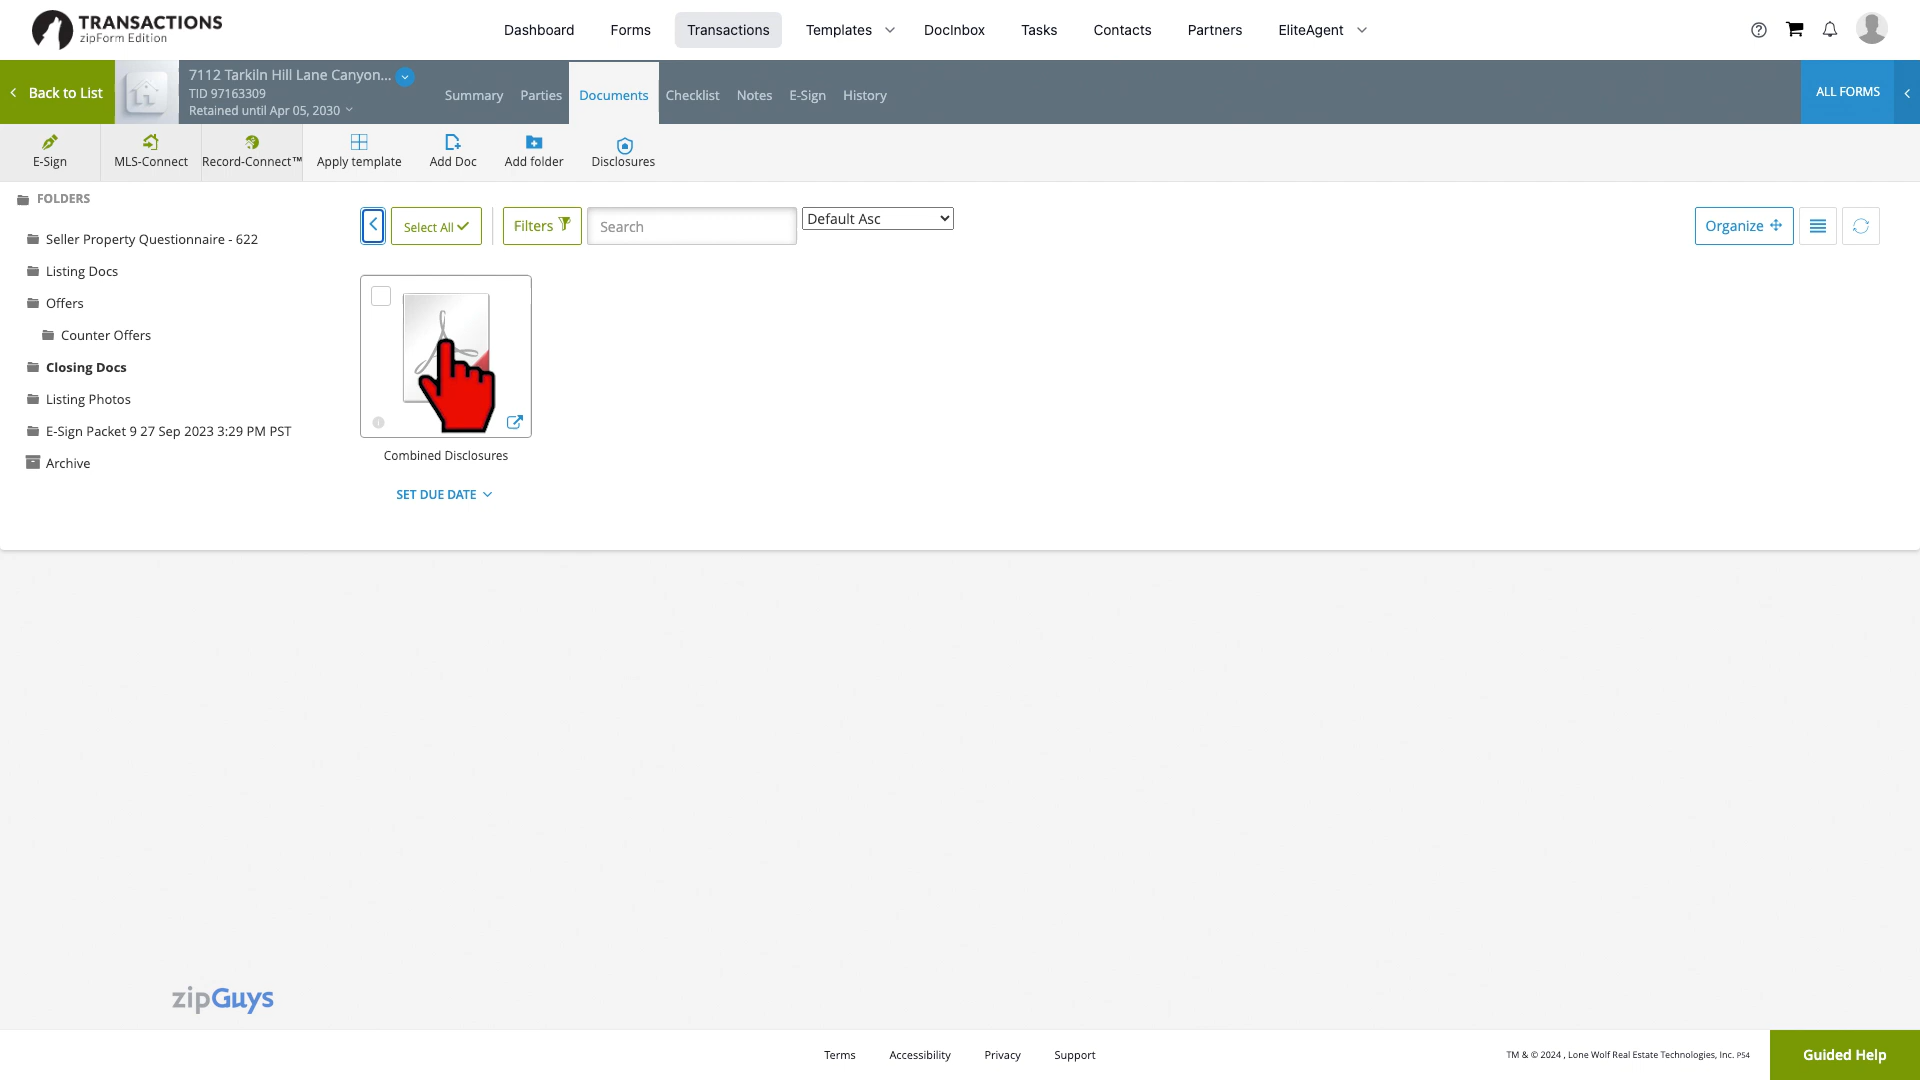 TRANSACTIONS
zipForm Edition
Dashboard Forms Transactions Templates DocInbox Tasks Contacts Partners EliteAgent
Back to List
7112 Tarkiln Hill Lane Canyon...
TID 97163309
Retained until Apr 05, 2030
Summary Parties Documents Checklist Notes E-Sign History
ALL FORMS
E-Sign MLS-Connect Record-Connect™ Apply template Add Doc Add folder Disclosures
FOLDERS
Seller Property Questionnaire - 622
Listing Docs
Offers
Counter Offers
Closing Docs
Listing Photos
E-Sign Packet 9 27 Sep 2023 3:29 PM PST
Archive
Select All Filters Search Default Asc Organize
Combined Disclosures
SET DUE DATE
zipGuys
Terms Accessibility Privacy Support
TM & © 2024 , Lone Wolf Real Estate Technologies, Inc. P54
Guided Help